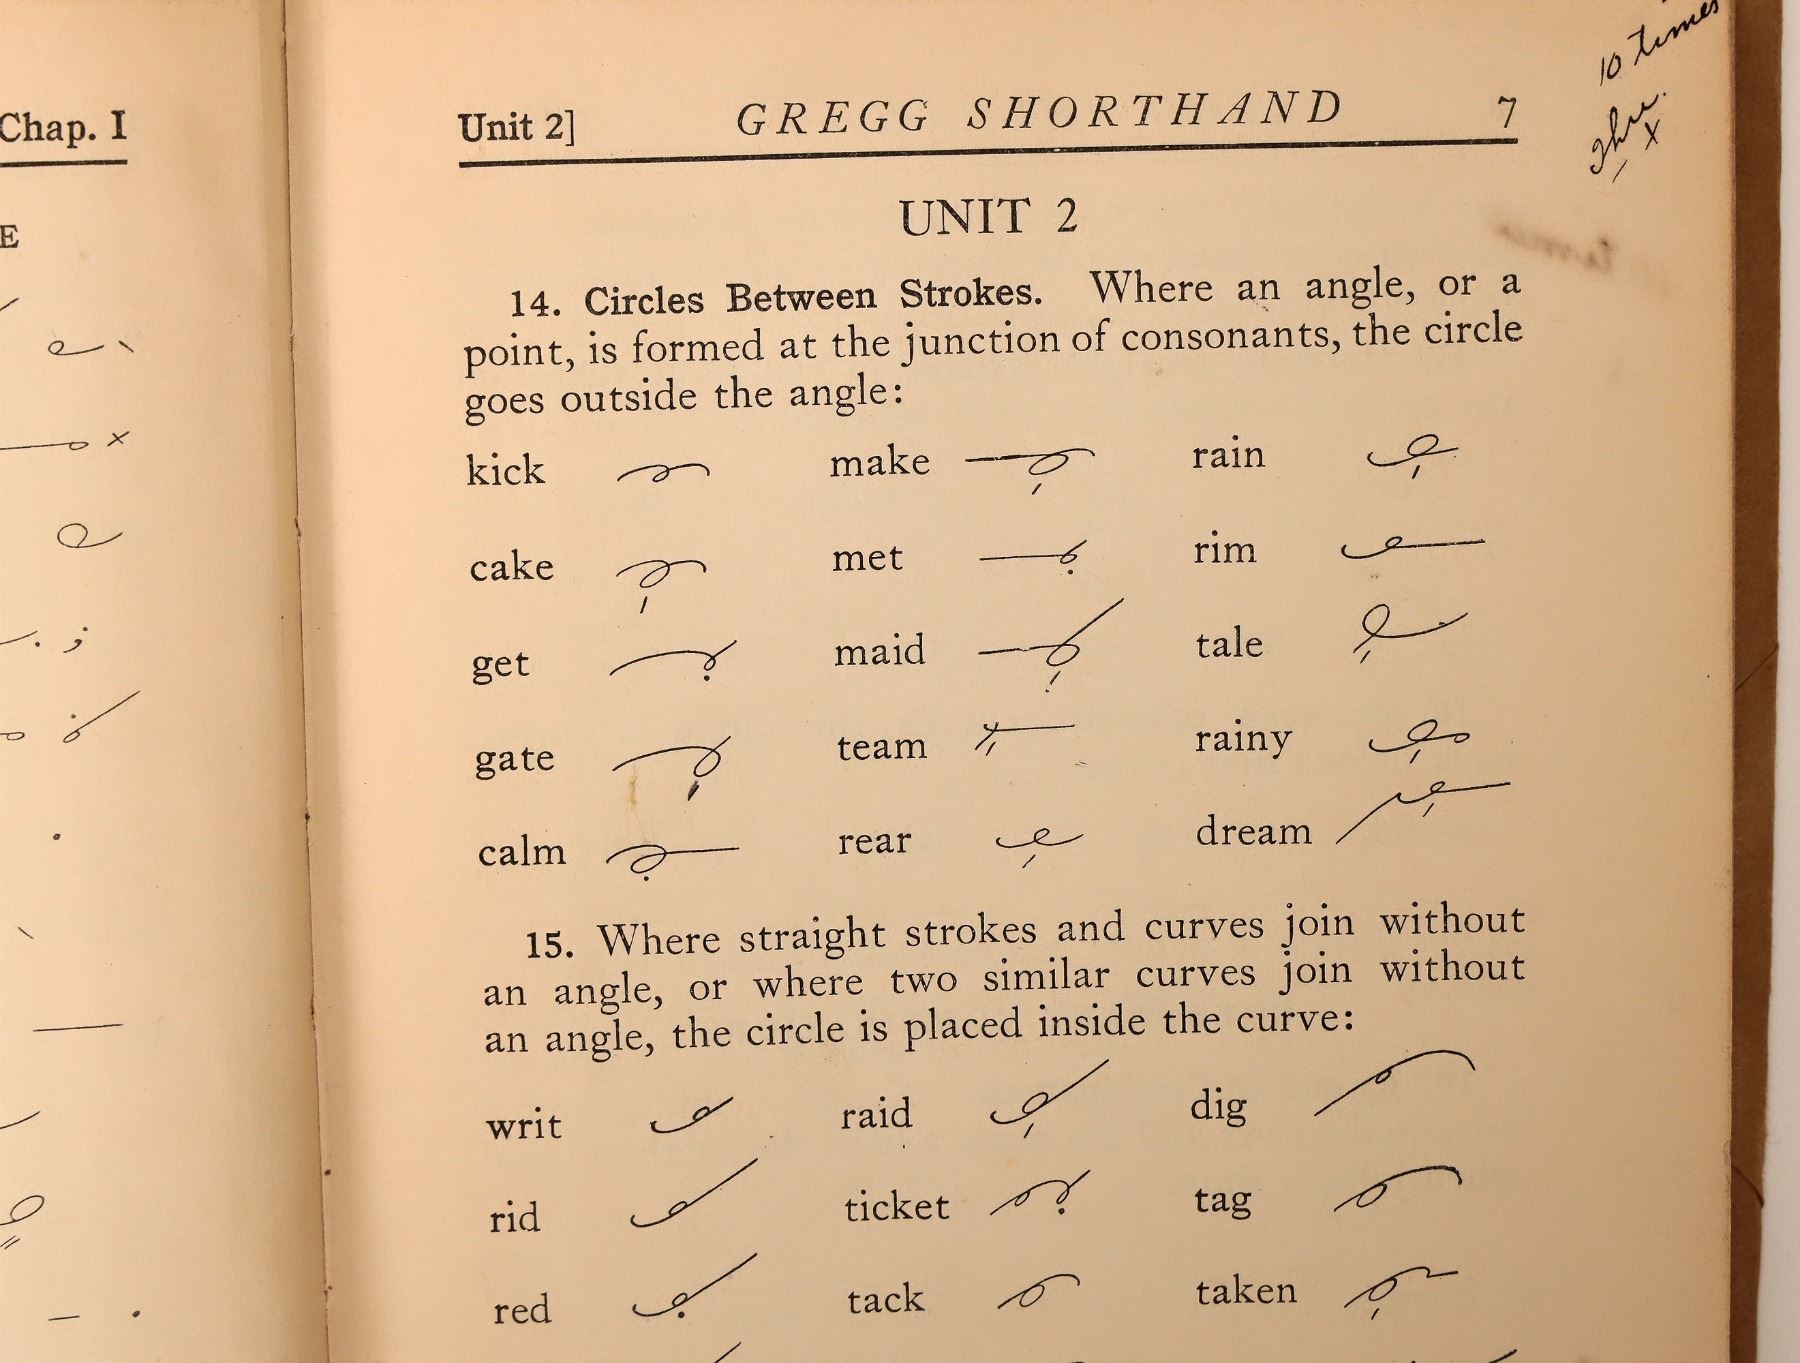 Chap. I
E
Unit 2] GREGG SHORTHAND 7
10 times
UNIT 2
14. Circles Between Strokes. Where an angle, or a
point, is formed at the junction of consonants, the circle
goes outside the angle:
kick make rain
cake met rim
get maid tale
gate team rainy
calm rear dream
15. Where straight strokes and curves join without
an angle, or where two similar curves join without
an angle, the circle is placed inside the curve:
writ raid dig
rid ticket tag
red tack taken